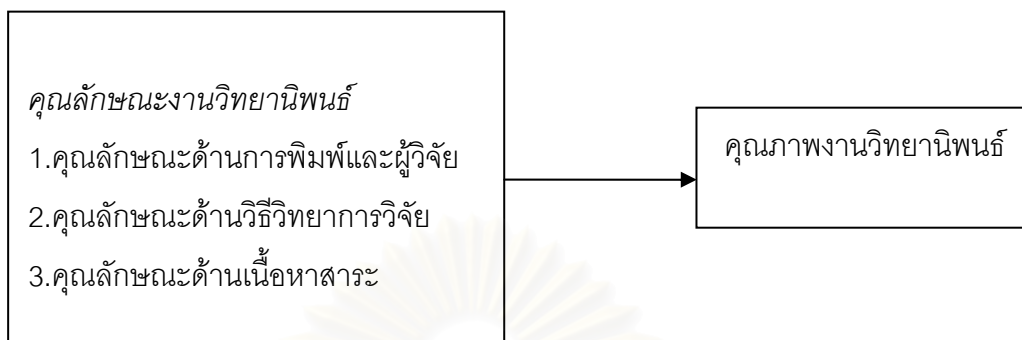 คุณลักษณะงานวิทยานิพนธ์
1.คุณลักษณะด้านการพิมพ์และผู้วิจัย
2.คุณลักษณะด้านวิธีวิทยาการวิจัย
3.คุณลักษณะด้านเนื้อหาสาระ
คุณภาพงานวิทยานิพนธ์